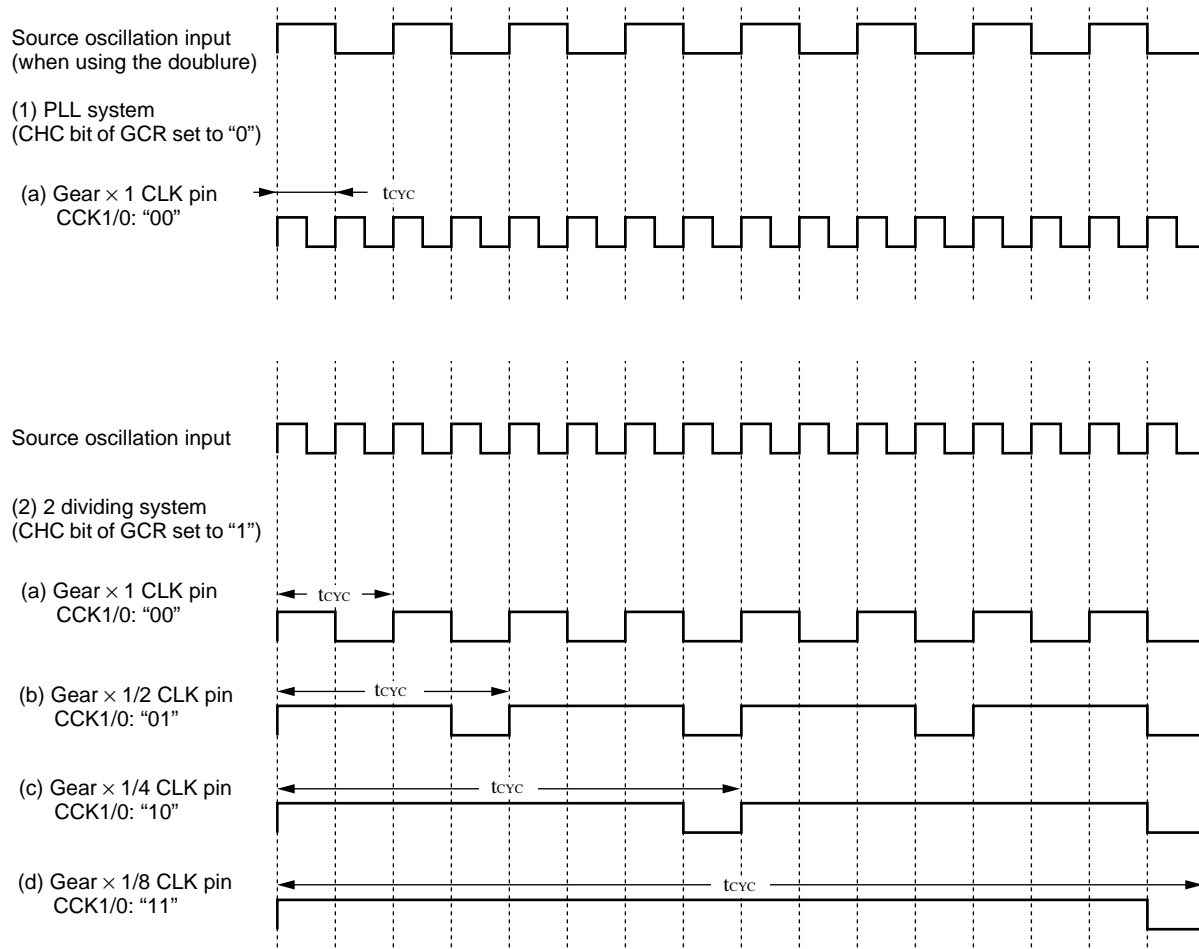 Source oscillation input
(when using the doublure)
(1) PLL system
(CHC bit of GCR set to “0”)
(a) Gear × 1 CLK pin
CCK1/0: “00”
tCYC
Source oscillation input
(2) 2 dividing system
(CHC bit of GCR set to “1”)
(a) Gear × 1 CLK pin
CCK1/0: “00”
tCYC
(b) Gear × 1/2 CLK pin
CCK1/0: “01”
tCYC
(c) Gear × 1/4 CLK pin
CCK1/0: “10”
tCYC
(d) Gear × 1/8 CLK pin
CCK1/0: “11”
tCYC